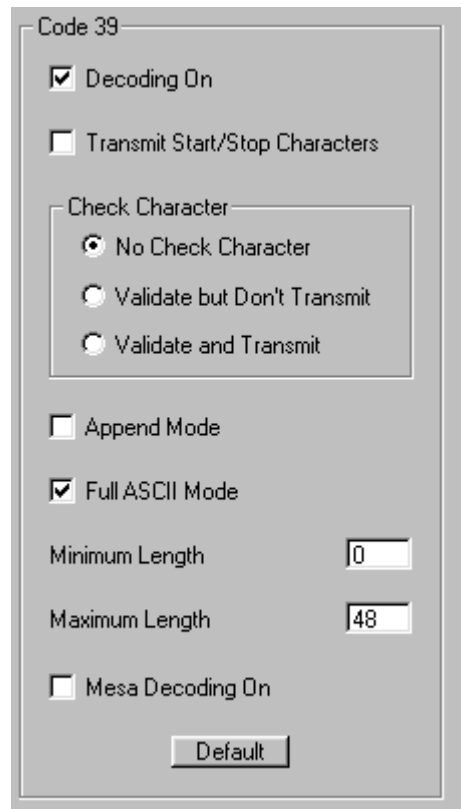 Code 39
Decoding On
Transmit Start/Stop Characters
Check Character
No Check Character
Validate but Don't Transmit
Validate and Transmit
Append Mode
Full ASCII Mode
Minimum Length 0
Maximum Length 48
Mesa Decoding On
Default